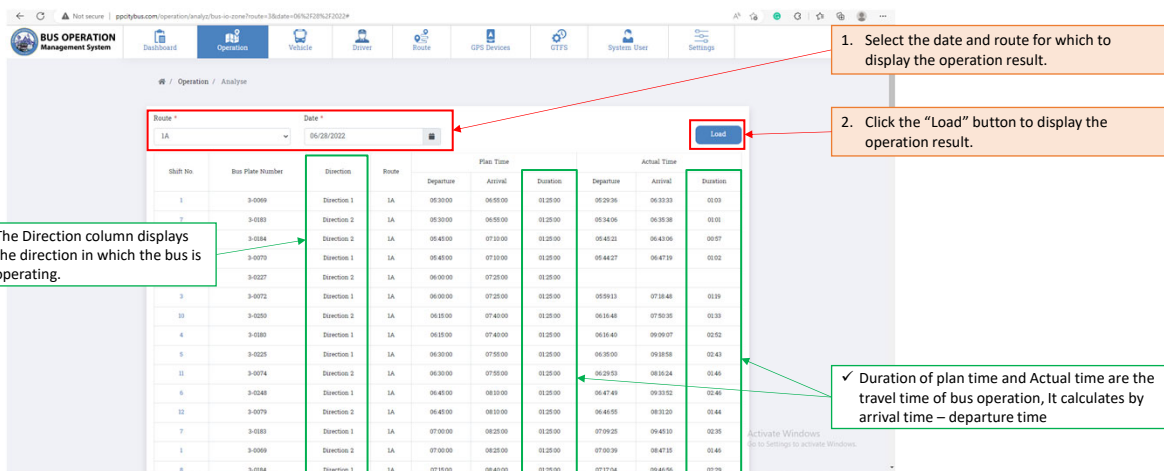 Not secure | ppcitybus.com/operation/analyz/bus-io-zone?route=3&date=06%2F28%2F2022#
BUS OPERATION
Management System
Dashboard Operation Vehicle Driver Route GPS Devices GTFS System User Settings
/ Operation / Analyse
1. Select the date and route for which to
display the operation result.
Route * Date *
1A 06/28/2022 Load
2. Click the “Load” button to display the
operation result.
Shift No. Bus Plate Number Direction Route Plan Time Actual Time
Departure Arrival Duration Departure Arrival Duration
1 3-0069 Direction 1 1A 05:30:00 06:55:00 01:25:00 05:29:36 06:33:33 01:03
3-0183 Direction 2 1A 05:30:00 06:55:00 01:25:00 05:34:06 06:35:38 01:01
3-0184 Direction 2 1A 05:45:00 07:10:00 01:25:00 05:45:21 06:43:06 00:57
3-0070 Direction 1 1A 05:45:00 07:10:00 01:25:00 05:44:27 06:47:19 01:02
3-0227 Direction 2 1A 06:00:00 07:25:00 01:25:00
3 3-0072 Direction 1 1A 06:00:00 07:25:00 01:25:00 05:59:13 07:18:48 01:19
10 3-0250 Direction 2 1A 06:15:00 07:40:00 01:25:00 06:16:48 07:50:35 01:33
4 3-0180 Direction 1 1A 06:15:00 07:40:00 01:25:00 06:16:40 09:09:07 02:52
5 3-0225 Direction 1 1A 06:30:00 07:55:00 01:25:00 06:35:00 09:18:58 02:43
11 3-0074 Direction 2 1A 06:30:00 07:55:00 01:25:00 06:29:53 08:16:24 01:46
6 3-0248 Direction 1 1A 06:45:00 08:10:00 01:25:00 06:47:49 09:33:52 02:46
12 3-0079 Direction 2 1A 06:45:00 08:10:00 01:25:00 06:46:55 08:31:20 01:44
7 3-0183 Direction 1 1A 07:00:00 08:25:00 01:25:00 07:09:25 09:45:10 02:35
1 3-0069 Direction 2 1A 07:00:00 08:25:00 01:25:00 07:00:39 08:47:15 01:46
8 3-0184 Direction 1 1A 07:15:00 08:40:00 01:25:00 07:17:04 09:46:56 02:29
The Direction column displays
the direction in which the bus is
operating.
✓ Duration of plan time and Actual time are the
travel time of bus operation, It calculates by
arrival time – departure time
Activate Windows
Go to Settings to activate Windows.